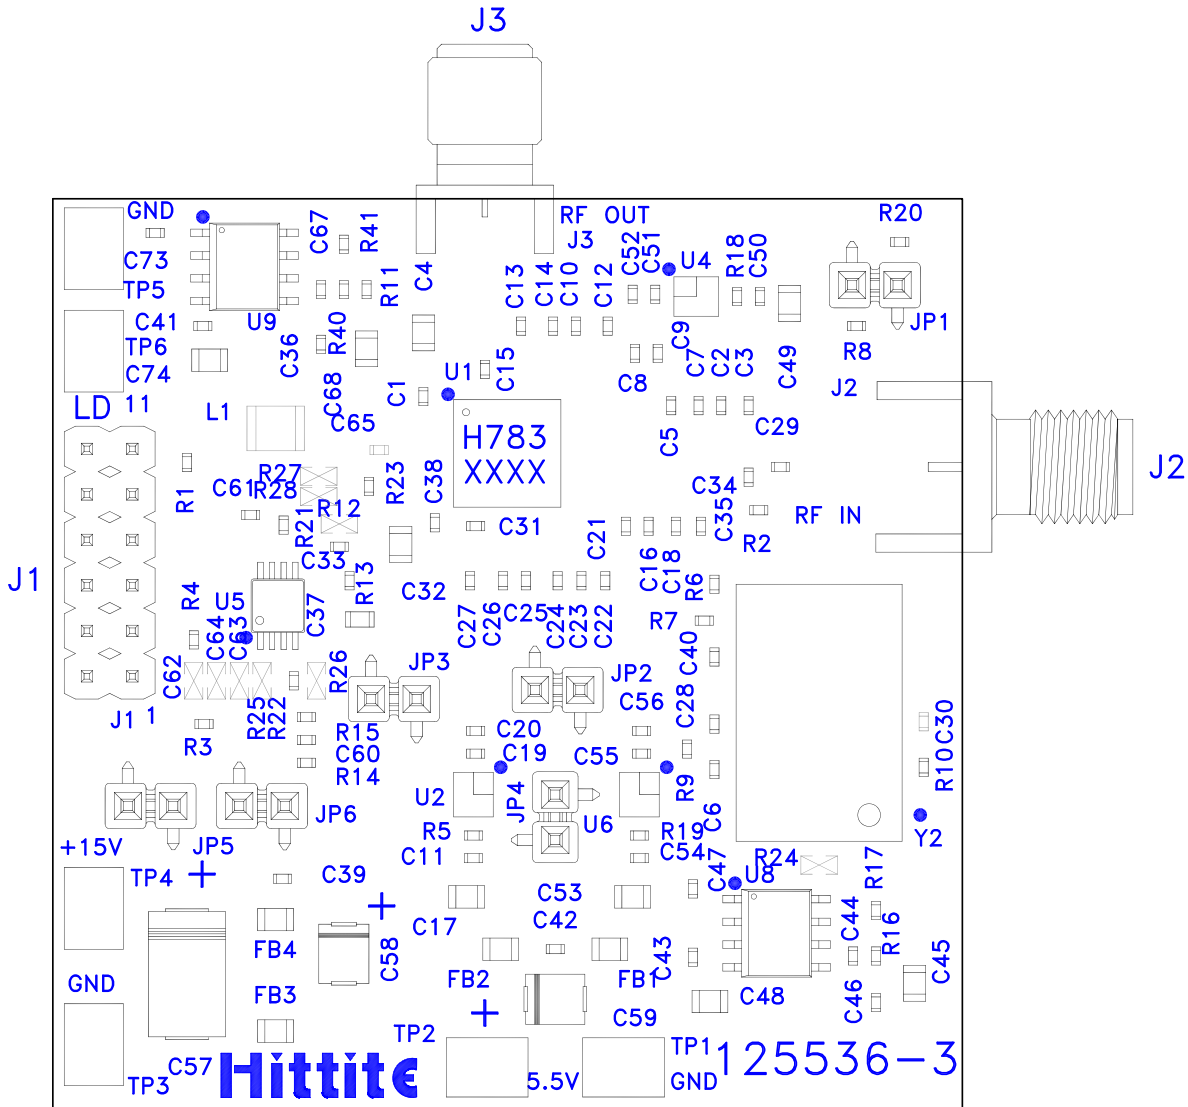 J3
GND
C67
R41
RF OUT
J3
R20
C73
TP5
C4
C52
C51
U4
R18
C50
C41
U9
R11
C13
C14
C10
C12
JP1
TP6
C74
C36
R40
C9
R8
LD 11
L1
C68
C65
C1
U1
C15
C8
C7
C2
C3
C49
J2
C5
C29
H783
XXXX
R27
R28
C61
R1
R12
R21
R23
C38
C31
C34
C35
RF IN
R2
J2
C33
C21
J1
R4
U5
C37
R13
C32
C16
C18
R6
C64
C63
C27
C26
C25
C24
C23
C22
R7
C62
R26
JP3
JP2
C40
J1 1
R25
R22
R15
C56
C28
C30
R3
C60
C20
R14
C19
C55
R10
U2
JP4
U6
R9
C6
JP6
JP5
R5
R19
Y2
+15V
C11
C54
C47
R24
R17
TP4
+
C39
+
C53
U8
C17
C42
C44
R16
FB4
C58
C43
C45
GND
FB3
FB2
FB1
C48
C46
+
C59
TP2
TP1
125536-3
C57
Hittite
TP3
5.5V
GND